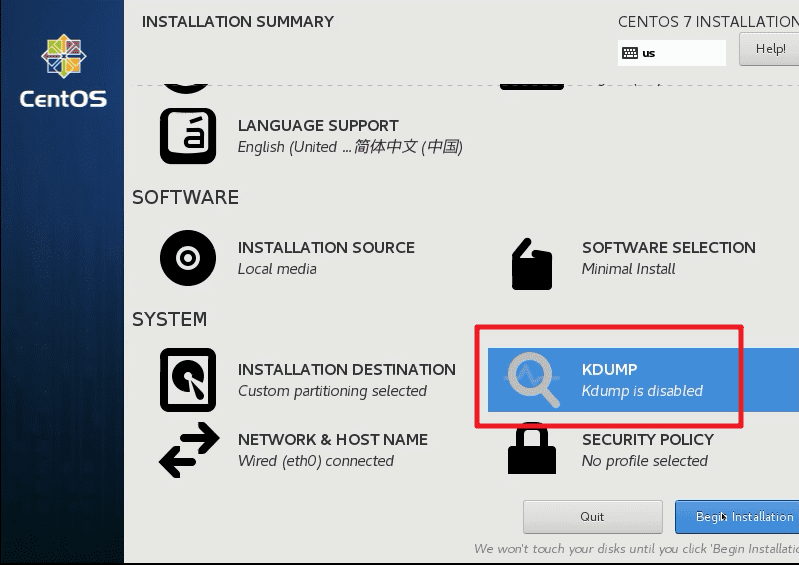 INSTALLATION SUMMARY
CENTOS 7 INSTALLATION
us
Help!
CentOS
LANGUAGE SUPPORT
English (United ...简体中文 (中国)
SOFTWARE
INSTALLATION SOURCE
Local media
SOFTWARE SELECTION
Minimal Install
SYSTEM
INSTALLATION DESTINATION
Custom partitioning selected
KDUMP
Kdump is disabled
NETWORK & HOST NAME
Wired (eth0) connected
SECURITY POLICY
No profile selected
Quit
Begin Installation
We won't touch your disks until you click 'Begin Installatio